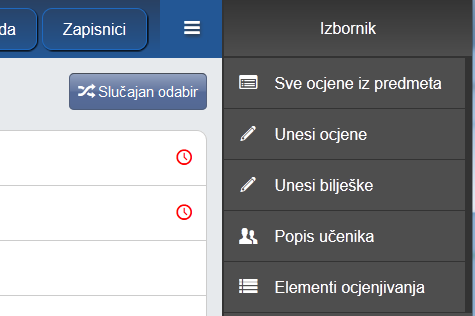 da
Zapisnici
Slučajan odabir
Izbornik
Sve ocjene iz predmeta
Unesi ocjene
Unesi bilješke
Popis učenika
Elementi ocjenjivanja